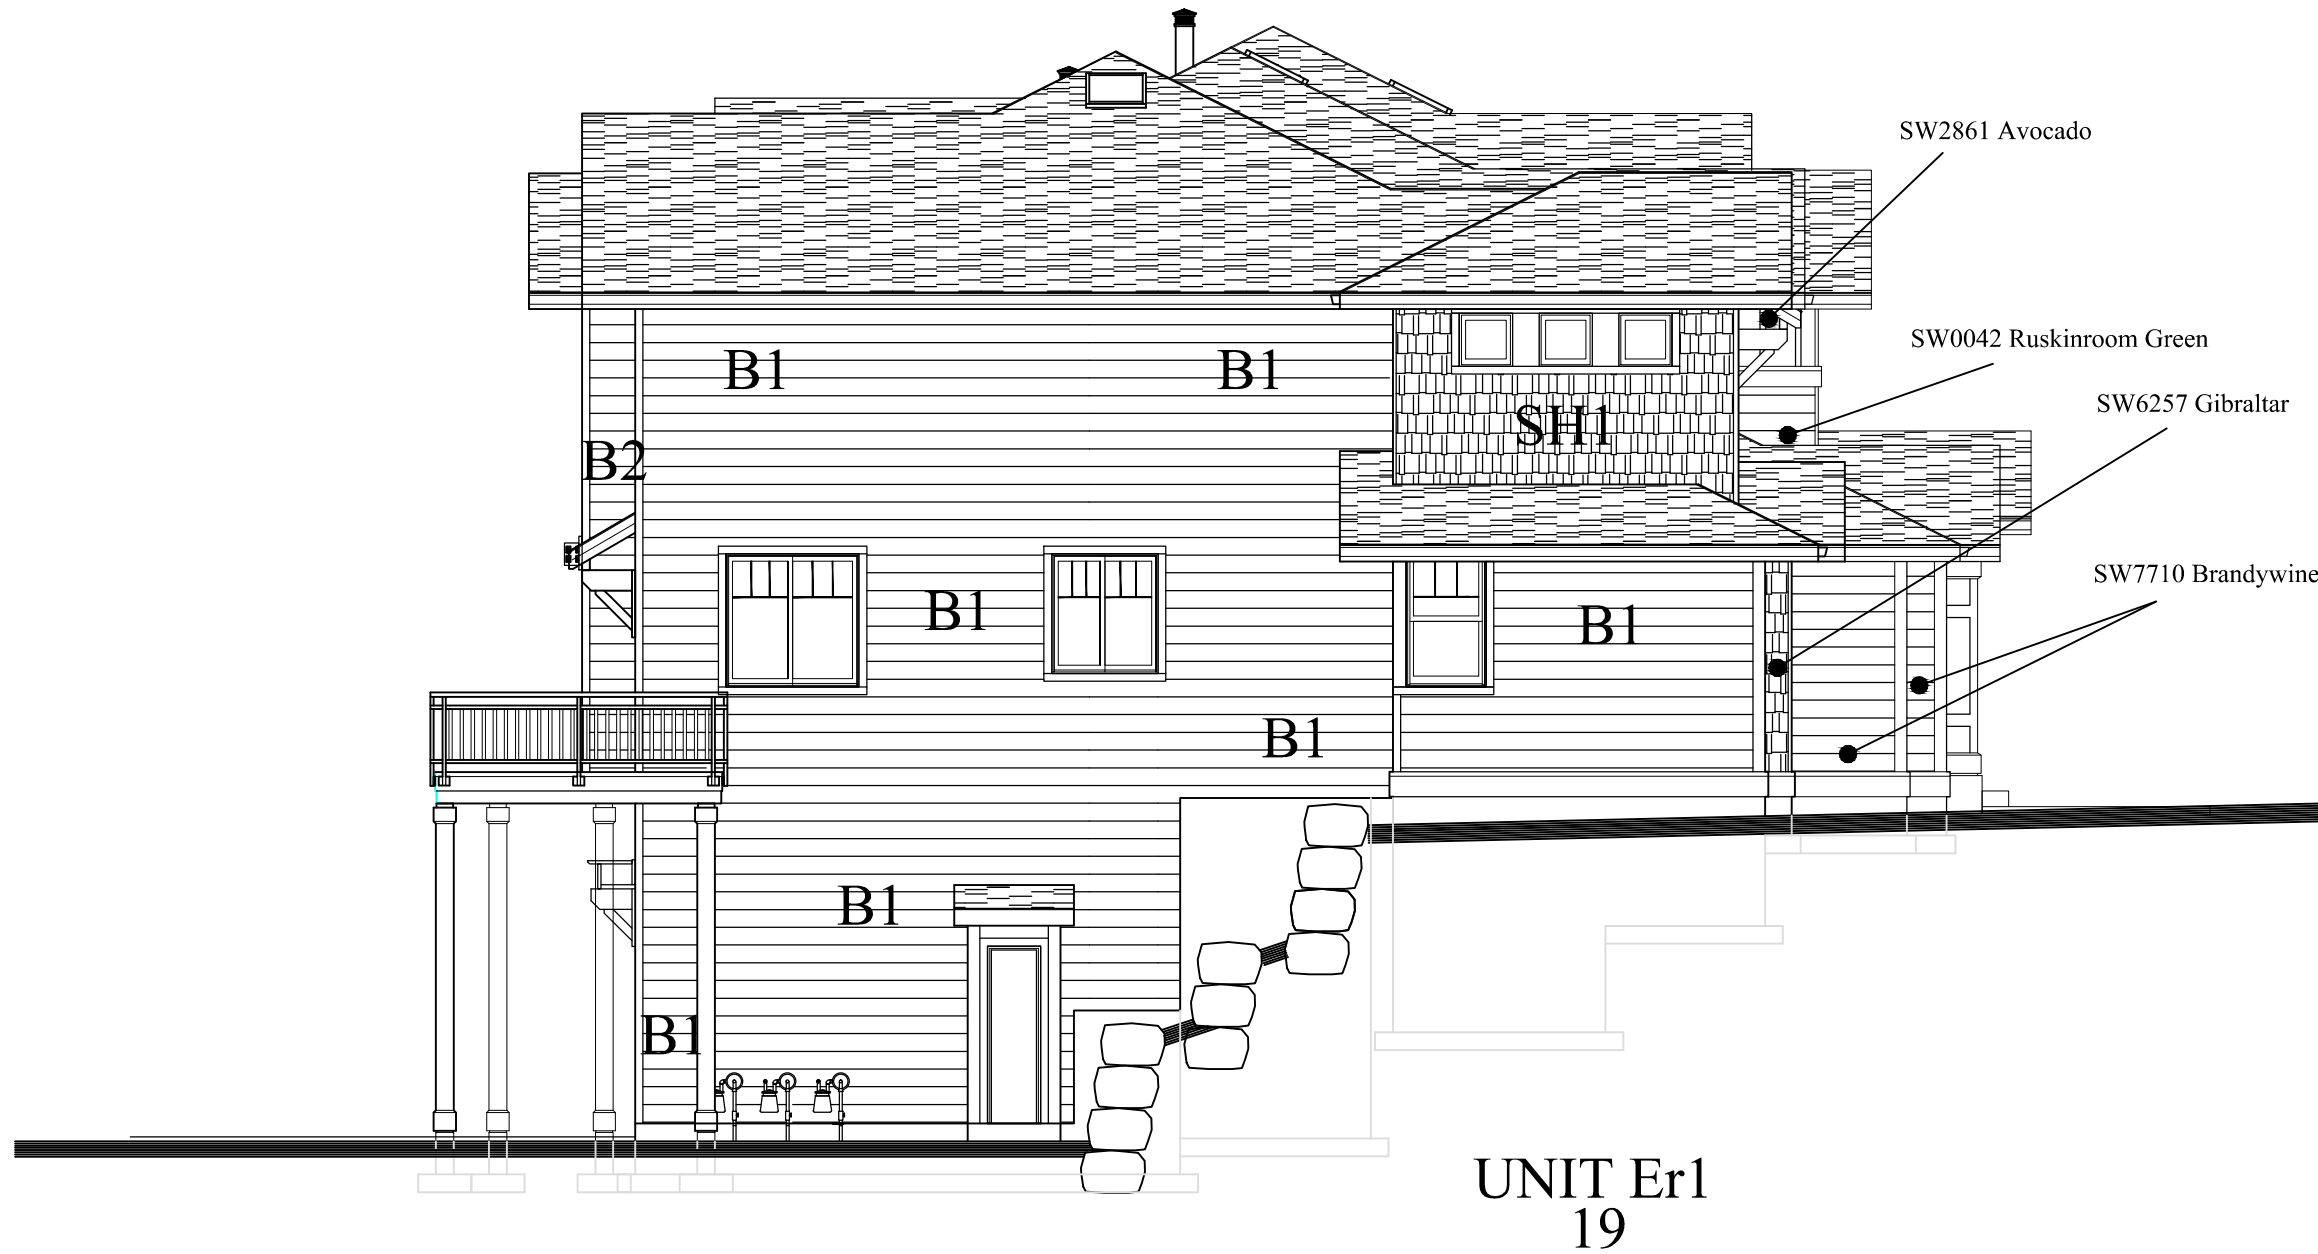 SW2861 Avocado
SW0042 Ruskinroom Green
B1
B1
SW6257 Gibraltar
SH1
B2
SW7710 Brandywine
B1
B1
B1
B1
B1
UNIT Er1
19